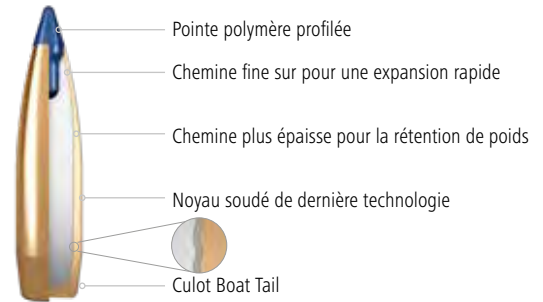 Pointe polymère profilée
Chemine fine sur pour une expansion rapide
Chemine plus épaisse pour la rétention de poids
Noyau soudé de dernière technologie
Culot Boat Tail